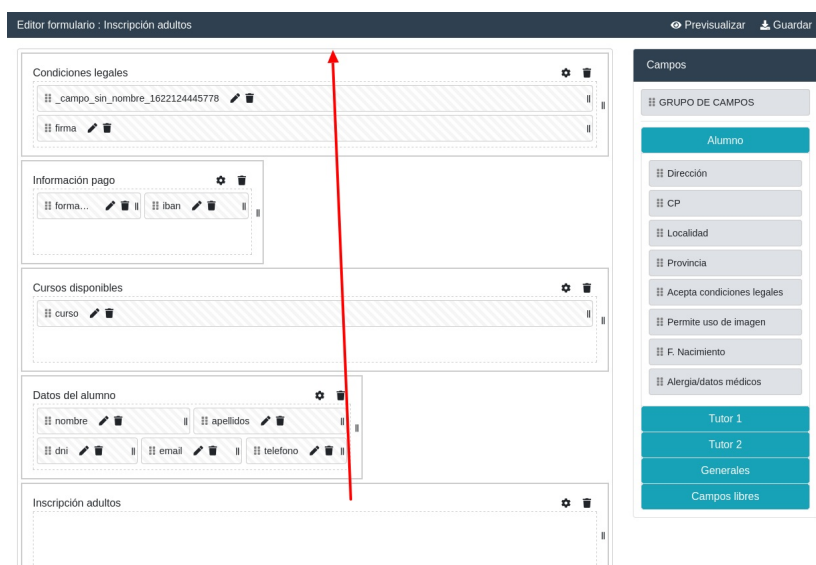 Editor formulario : Inscripción adultos
Previsualizar
Guardar
Condiciones legales
_campo_sin_nombre_1622124445778
firma
Información pago
forma...
iban
Cursos disponibles
curso
Datos del alumno
nombre
apellidos
dni
email
telefono
Inscripción adultos
Campos
GRUPO DE CAMPOS
Alumno
Dirección
CP
Localidad
Provincia
Acepta condiciones legales
Permite uso de imagen
F. Nacimiento
Alergia/datos médicos
Tutor 1
Tutor 2
Generales
Campos libres